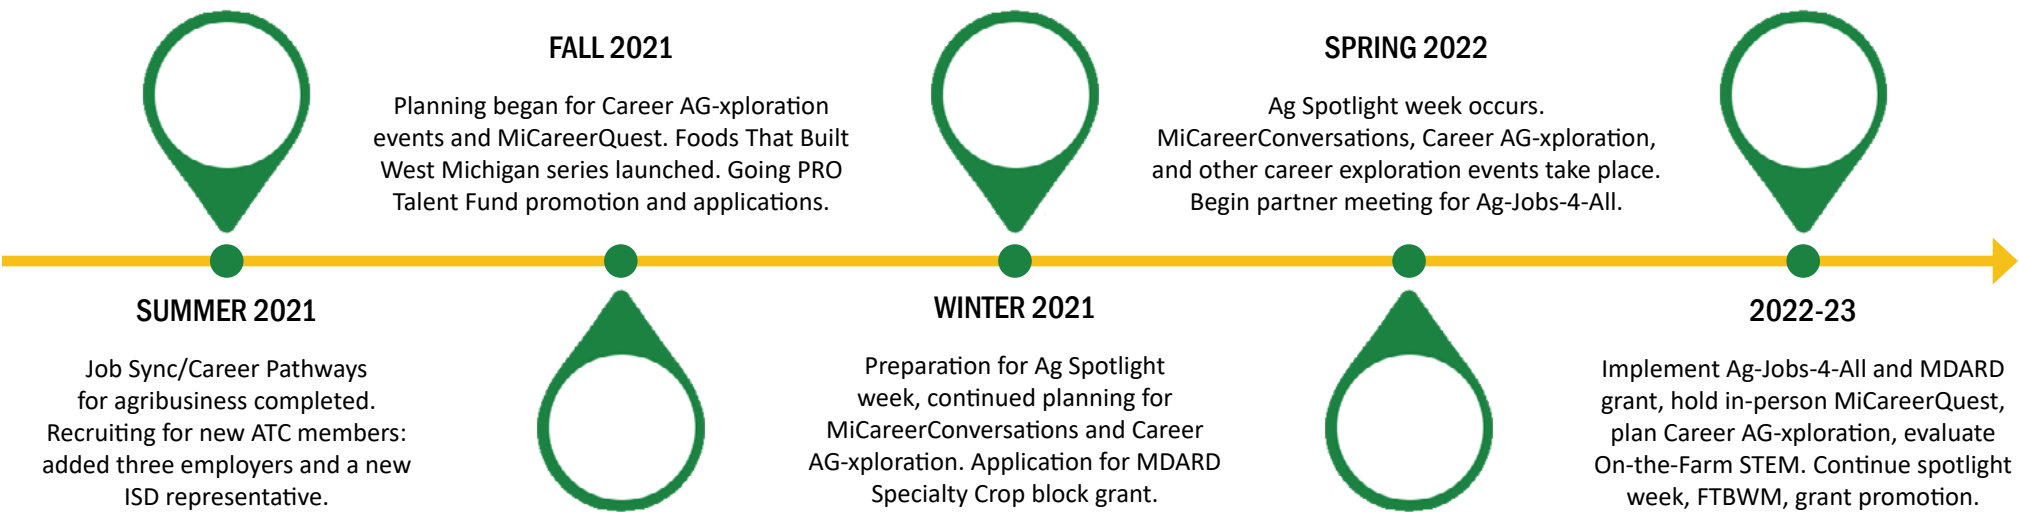 SUMMER 2021
Job Sync/Career Pathways
for agribusiness completed.
Recruiting for new ATC members:
added three employers and a new
ISD representative.
FALL 2021
Planning began for Career AG-xploration
events and MiCareerQuest. Foods That Built
West Michigan series launched. Going PRO
Talent Fund promotion and applications.
WINTER 2021
Preparation for Ag Spotlight
week, continued planning for
MiCareerConversations and Career
AG-xploration. Application for MDARD
Specialty Crop block grant.
SPRING 2022
Ag Spotlight week occurs.
MiCareerConversations, Career AG-xploration,
and other career exploration events take place.
Begin partner meeting for Ag-Jobs-4-All.
2022-23
Implement Ag-Jobs-4-All and MDARD
grant, hold in-person MiCareerQuest,
plan Career AG-xploration, evaluate
On-the-Farm STEM. Continue spotlight
week, FTBWM, grant promotion.